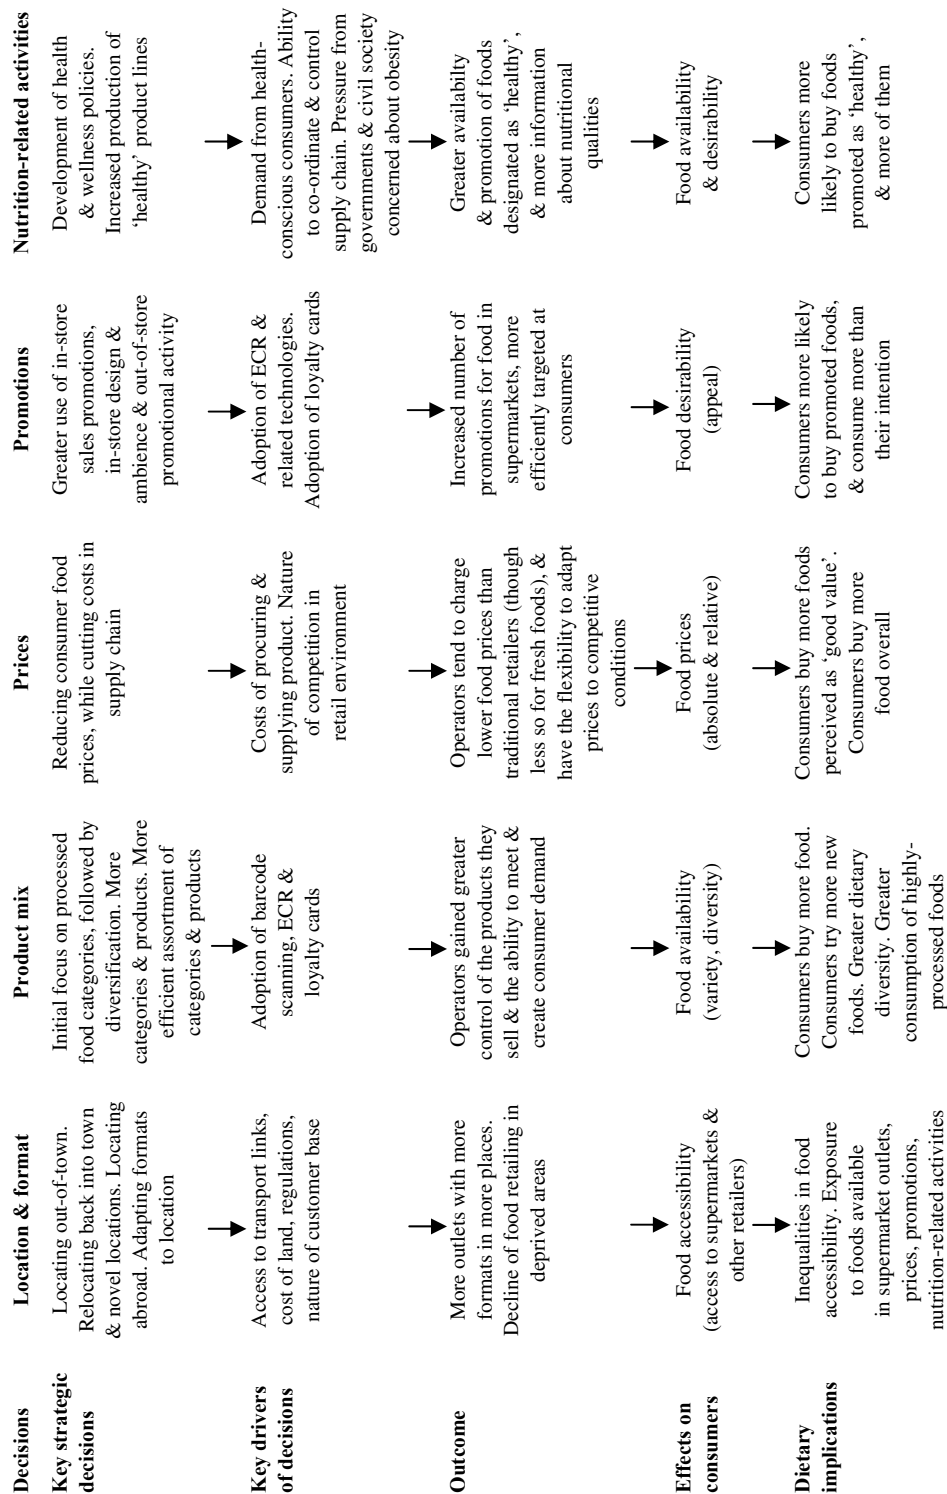 Decisions
Location & format
Product mix
Prices
Promotions
Nutrition-related activities
Key strategic
decisions
Locating out-of-town.
Relocating back into town
& novel locations. Locating
abroad. Adapting formats
to location
Initial focus on processed
food categories, followed by
diversification. More
categories & products. More
efficient assortment of
categories & products
Reducing consumer food
prices, while cutting costs in
supply chain
Greater use of in-store
sales promotions,
in-store design &
ambience & out-of-store
promotional activity
Development of health
& wellness policies.
Increased production of
‘healthy’ product lines
Key drivers
of decisions
Access to transport links,
cost of land, regulations,
nature of customer base
Adoption of barcode
scanning, ECR &
loyalty cards
Costs of procuring &
supplying product. Nature
of competition in
retail environment
Adoption of ECR &
related technologies.
Adoption of loyalty cards
Demand from health-
conscious consumers. Ability
to co-ordinate & control
supply chain. Pressure from
governments & civil society
concerned about obesity
Outcome
More outlets with more
formats in more places.
Decline of food retailing in
deprived areas
Operators gained greater
control of the products they
sell & the ability to meet &
create consumer demand
Operators tend to charge
lower food prices than
traditional retailers (though
less so for fresh foods), &
have the flexibility to adapt
prices to competitive
conditions
Increased number of
promotions for food in
supermarkets, more
efficiently targeted at
consumers
Greater availabilty
& promotion of foods
designated as ‘healthy’,
& more information
about nutritional
qualities
Effects on
consumers
Food accessibility
(access to supermarkets &
other retailers)
Food availability
(variety, diversity)
Food prices
(absolute & relative)
Food desirability
(appeal)
Food availability
& desirability
Dietary
implications
Inequalities in food
accessibility. Exposure
to foods available
in supermarket outlets,
prices, promotions,
nutrition-related activities
Consumers buy more food.
Consumers try more new
foods. Greater dietary
diversity. Greater
consumption of highly-
processed foods
Consumers buy more foods
perceived as ‘good value’.
Consumers buy more
food overall
Consumers more likely
to buy promoted foods,
& consume more than
their intention
Consumers more
likely to buy foods
promoted as ‘healthy’,
& more of them